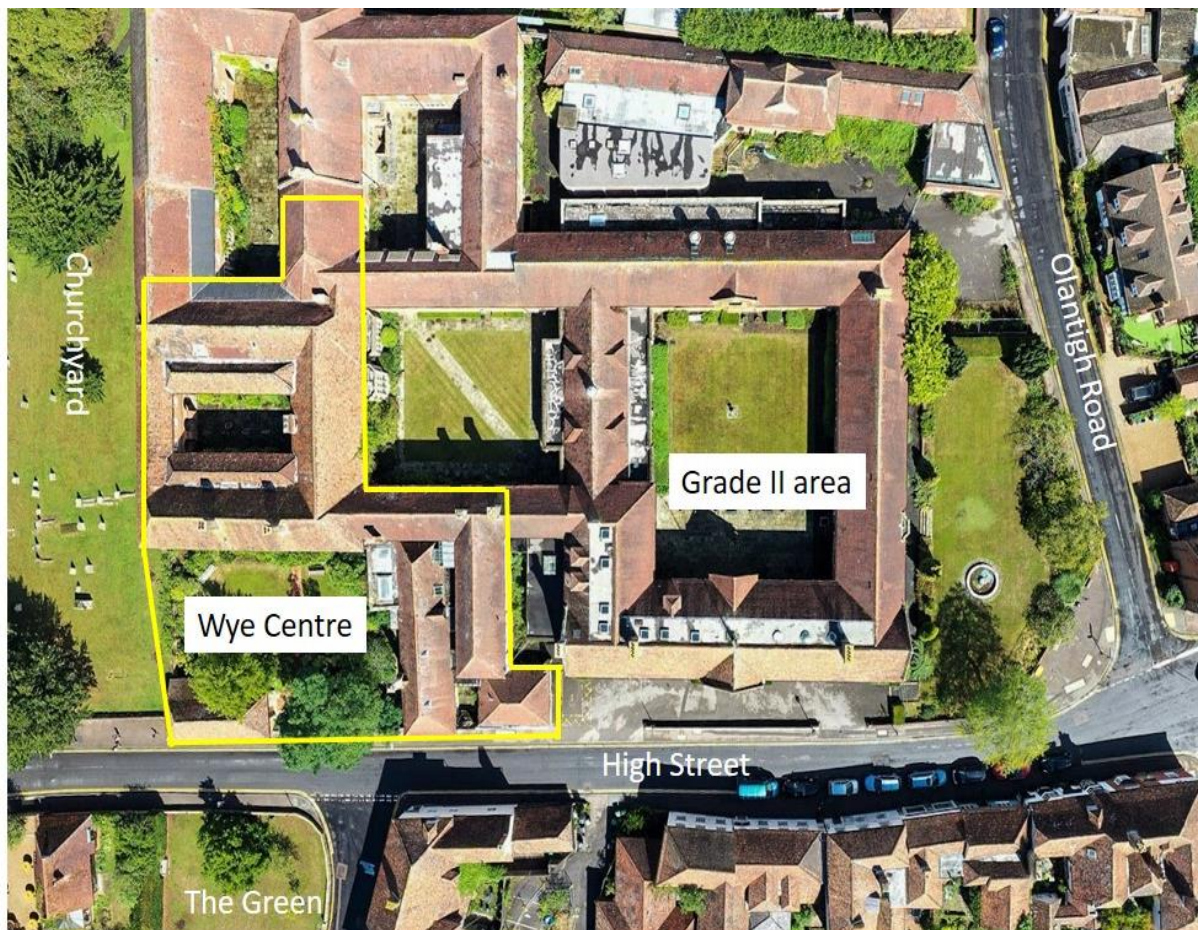 Churchyard
Olantigh Road
Grade II area
Wye Centre
High Street
The Green